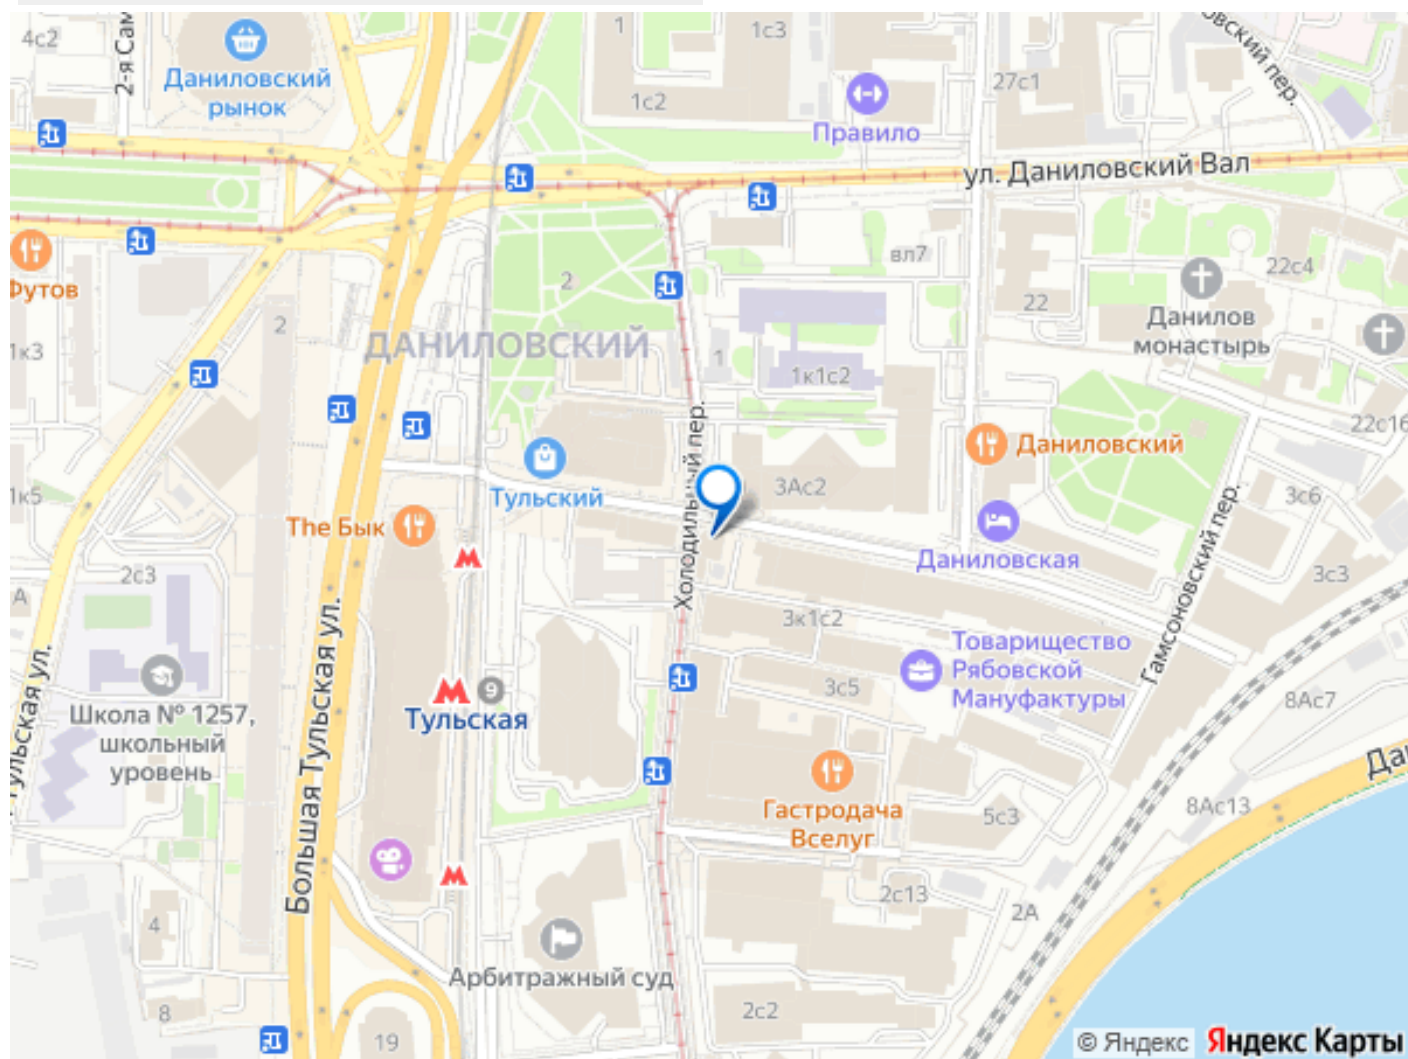 4с2
2-я Сам
Даниловский
рынок
1
1с3
1с2
27с1
овский пер.
Правило
ул. Даниловский Вал
Футов
2
2
вл7
22
22с4
Данилов
монастырь
ДАНИЛОВСКИЙ
1к3
1
1к1с2
22с16
Холодильный пер.
Даниловский
1к5
Тульский
3Ас2
3с6
The Бык
Даниловская
2с3
А
3с3
Гамсоновский пер.
3к1с2
Товарищество
Рябовской
Мануфактуры
3с5
8Ас7
Тульская
9
Школа № 1257,
школьный
уровень
Тульская ул.
Большая Тульская ул.
Гастродача
Вселуг
5с3
8Ас13
Да
2с13
2А
4
Арбитражный суд
8
19
2с2
© Яндекс Яндекс Карты